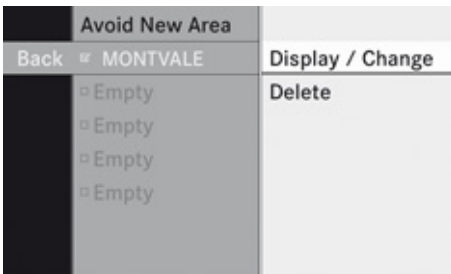 Avoid New Area
Back MONTVALE Display / Change
Empty Delete
Empty
Empty
Empty